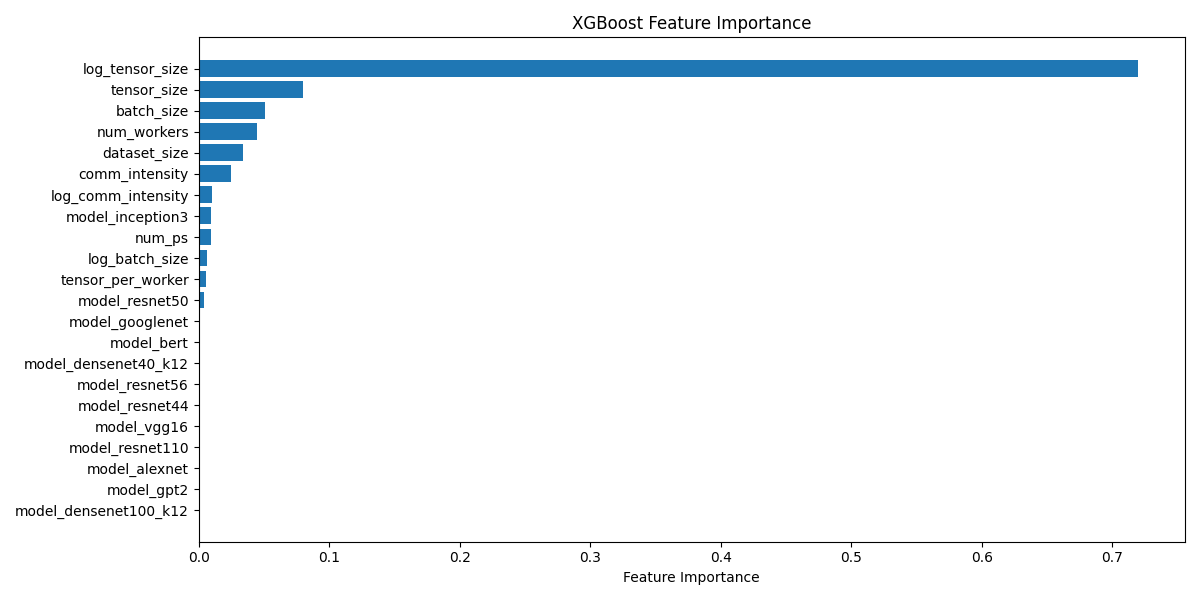 XGBoost Feature Importance
log_tensor_size
tensor_size
batch_size
num_workers
dataset_size
comm_intensity
log_comm_intensity
model_inception3
num_ps
log_batch_size
tensor_per_worker
model_resnet50
model_googlenet
model_bert
model_densenet40_k12
model_resnet56
model_resnet44
model_vgg16
model_resnet110
model_alexnet
model_gpt2
model_densenet100_k12
0.0 0.1 0.2 0.3 0.4 0.5 0.6 0.7
Feature Importance